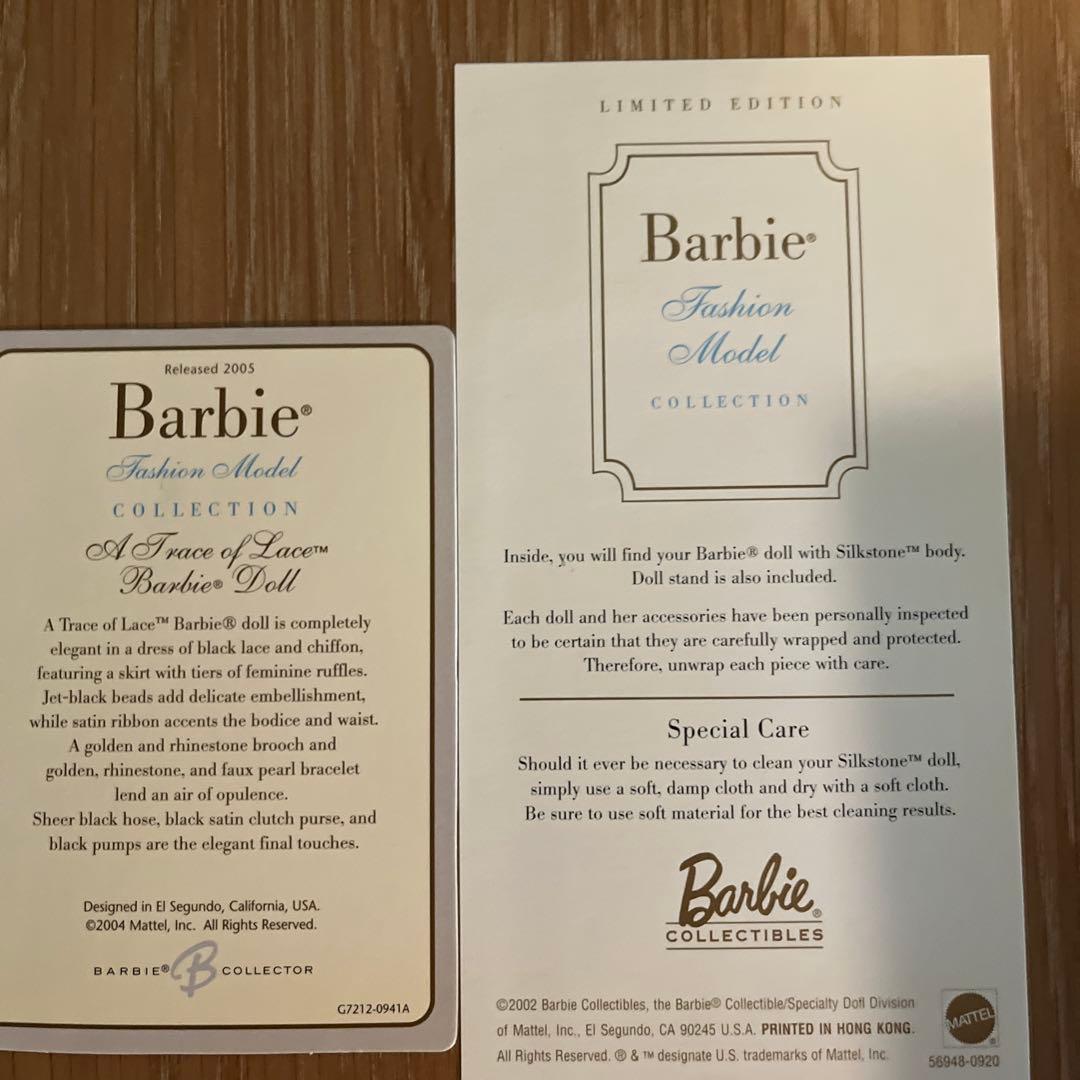 Released 2005
Barbie®
Fashion Model
COLLECTION
A Trace of Lace™
Barbie® Doll
A Trace of Lace™ Barbie® doll is completely
elegant in a dress of black lace and chiffon,
featuring a skirt with tiers of feminine ruffles.
Jet-black beads add delicate embellishment,
while satin ribbon accents the bodice and waist.
A golden and rhinestone brooch and
golden, rhinestone, and faux pearl bracelet
lend an air of opulence.
Sheer black hose, black satin clutch purse, and
black pumps are the elegant final touches.
Designed in El Segundo, California, USA.
©2004 Mattel, Inc. All Rights Reserved.
BARBIE® B COLLECTOR
G7212-0941A
LIMITED EDITION
Barbie®
Fashion
Model
COLLECTION
Inside, you will find your Barbie® doll with Silkstone™ body.
Doll stand is also included.
Each doll and her accessories have been personally inspected
to be certain that they are carefully wrapped and protected.
Therefore, unwrap each piece with care.
Special Care
Should it ever be necessary to clean your Silkstone™ doll,
simply use a soft, damp cloth and dry with a soft cloth.
Be sure to use soft material for the best cleaning results.
Barbie®
COLLECTIBLES
©2002 Barbie Collectibles, the Barbie® Collectible/Specialty Doll Division
of Mattel, Inc., El Segundo, CA 90245 U.S.A. PRINTED IN HONG KONG.
All Rights Reserved. ® & ™ designate U.S. trademarks of Mattel, Inc.
MATTEL®
56948-0920